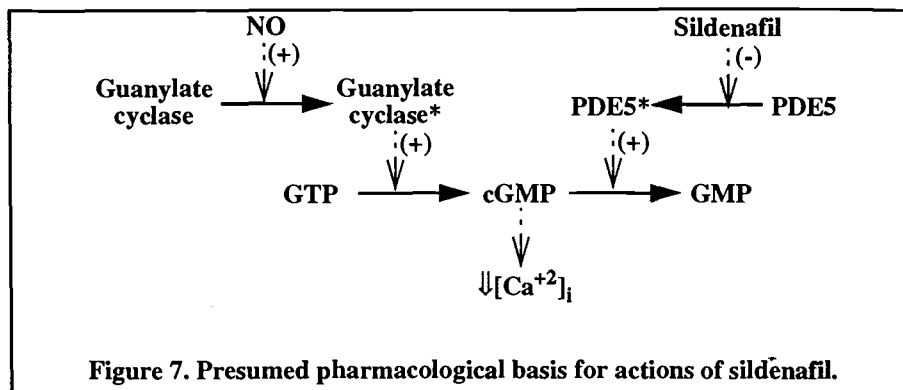 NO
Sildenafil
(+)
(-)
Guanylate cyclase
Guanylate cyclase*
PDE5*
PDE5
(+)
(+)
GTP
cGMP
GMP
⇓[Ca+2]i
Figure 7. Presumed pharmacological basis for actions of sildenafil.